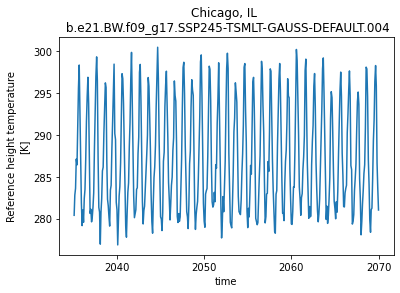 Chicago, IL
b.e21.BW.f09_g17.SSP245-TSMLT-GAUSS-DEFAULT.004
Reference height temperature
[K]
300
295
290
285
280
2040
2050
2060
2070
time